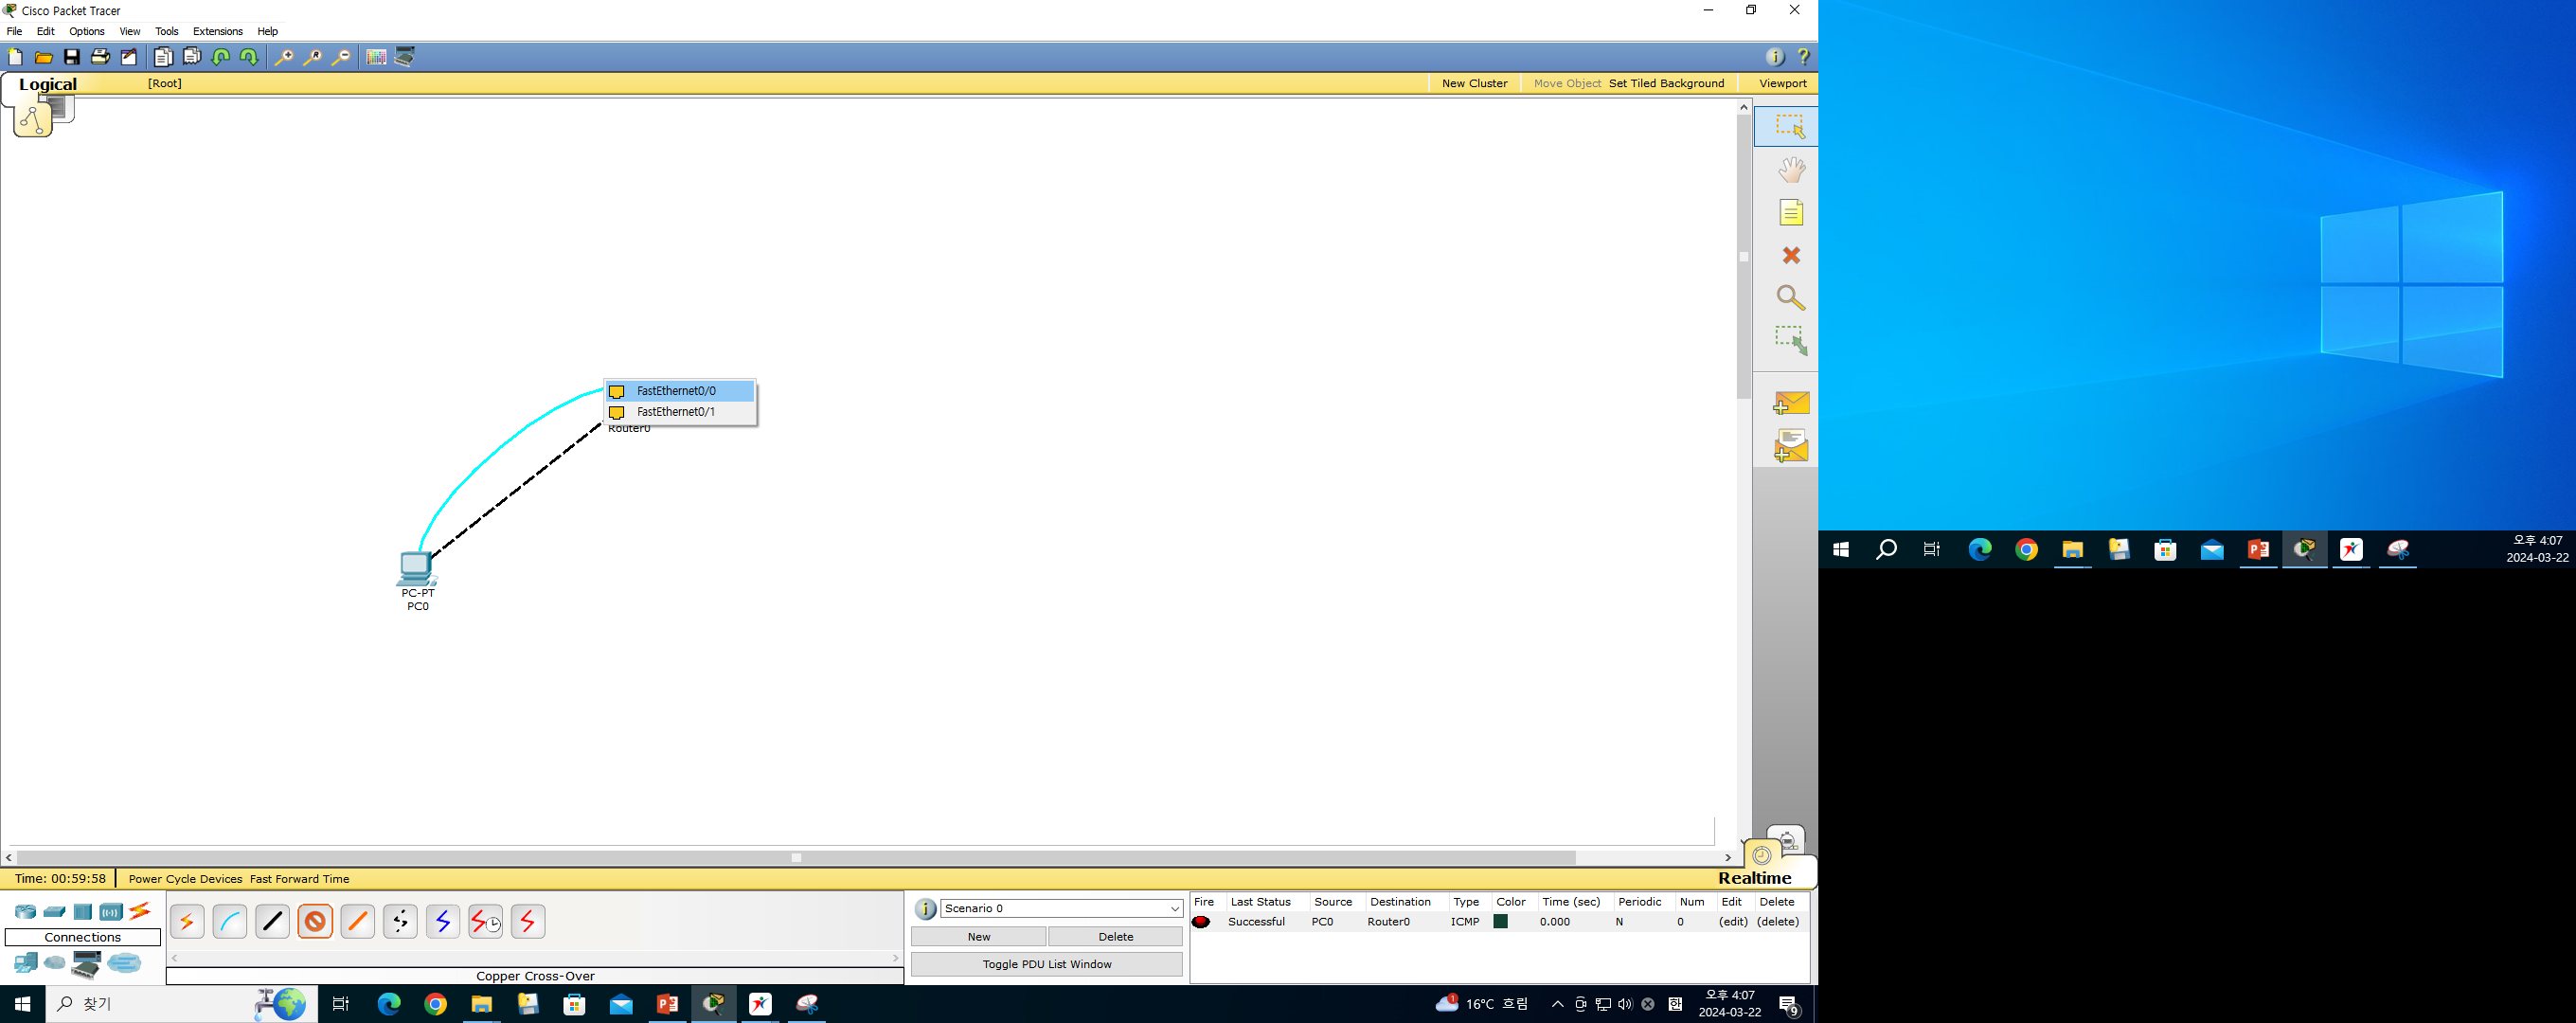 Cisco Packet Tracer
File Edit Options View Tools Extensions Help
Logical [Root] New Cluster Move Object Set Tiled Background Viewport
FastEthernet0/0
FastEthernet0/1
Router0
PC-PT
PC0
Time: 00:59:58 Power Cycle Devices Fast Forward Time Realtime
Connections
Copper Cross-Over
Scenario 0
New Delete
Toggle PDU List Window
Fire Last Status Source Destination Type Color Time (sec) Periodic Num Edit Delete
Successful PC0 Router0 ICMP 0.000 N 0 (edit) (delete)
찾기
1
16°C 흐림
한
오후 4:07
2024-03-22
9
오후 4:07
2024-03-22